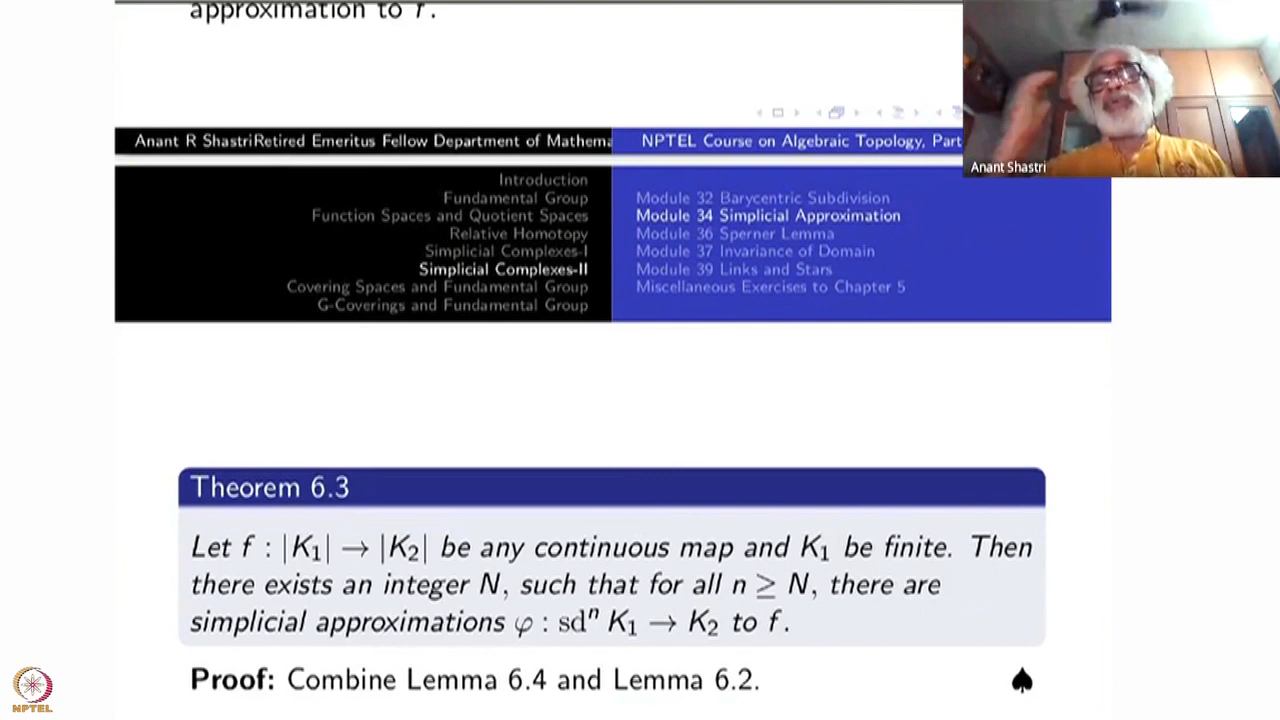 approximation to f.
Anant Shastri
Anant R ShastriRetired Emeritus Fellow Department of Mathema
NPTEL Course on Algebraic Topology, Part
Introduction
Fundamental Group
Function Spaces and Quotient Spaces
Relative Homotopy
Simplicial Complexes-I
Simplicial Complexes-II
Covering Spaces and Fundamental Group
G-Coverings and Fundamental Group
Module 32 Barycentric Subdivision
Module 34 Simplicial Approximation
Module 36 Sperner Lemma
Module 37 Invariance of Domain
Module 39 Links and Stars
Miscellaneous Exercises to Chapter 5
Theorem 6.3
Let f : |K₁| → |K₂| be any continuous map and K₁ be finite. Then
there exists an integer N, such that for all n ≥ N, there are
simplicial approximations φ : sdⁿ K₁ → K₂ to f.
Proof: Combine Lemma 6.4 and Lemma 6.2. ♠
NPTEL